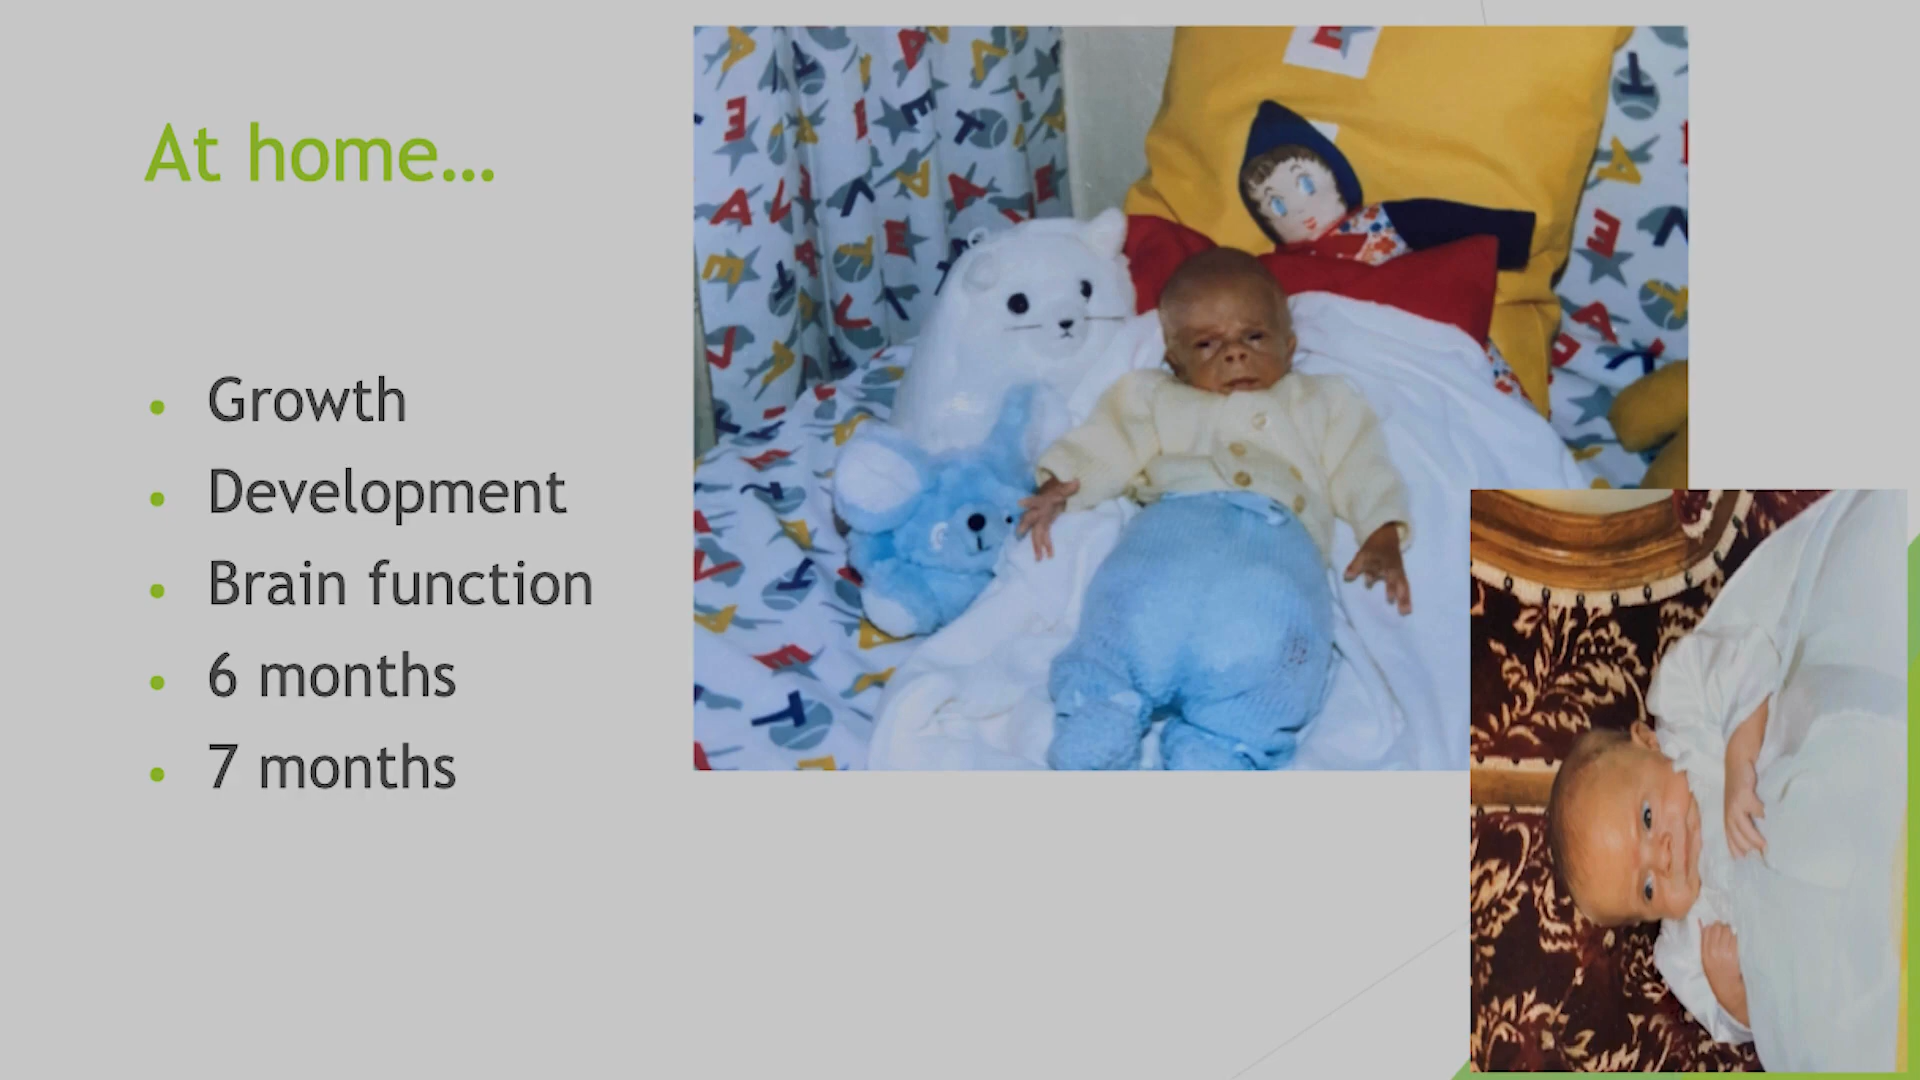 At home...
Growth
Development
Brain function
6 months
7 months